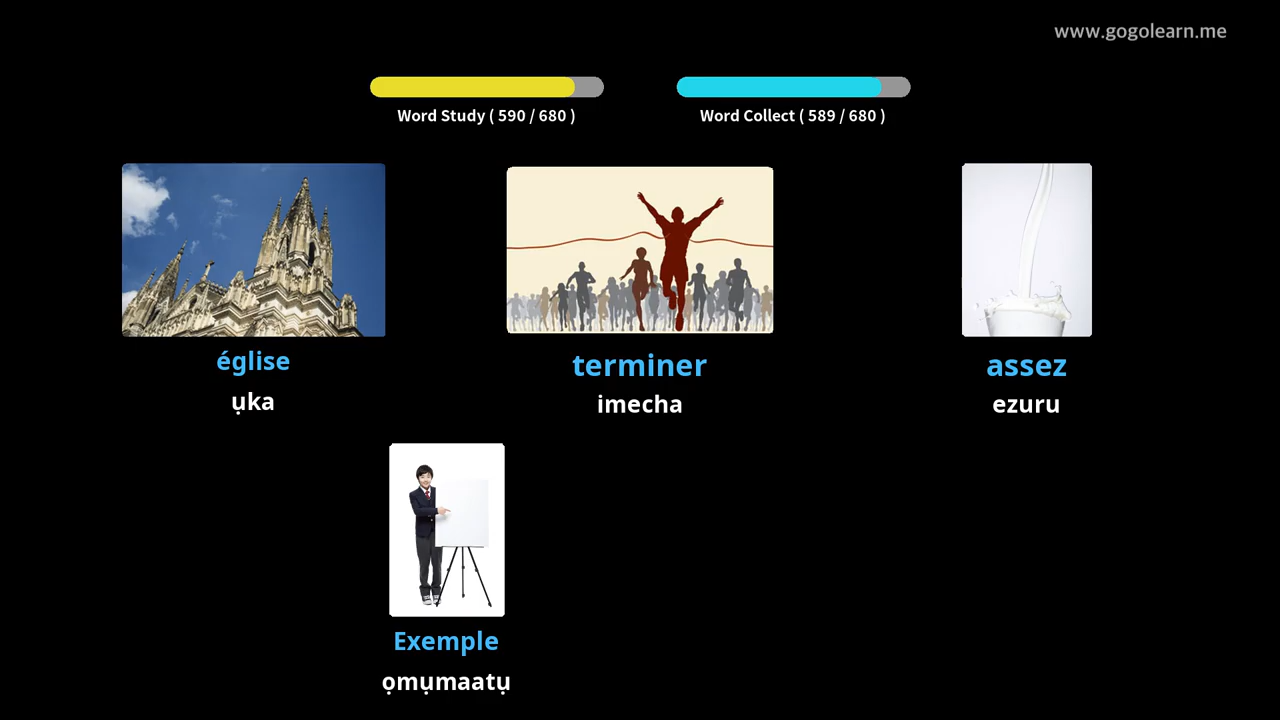 www.gogolearn.me
Word Study ( 590 / 680 )
Word Collect ( 589 / 680 )
église
ụka
terminer
imecha
assez
ezuru
Exemple
ọmụmaatụ